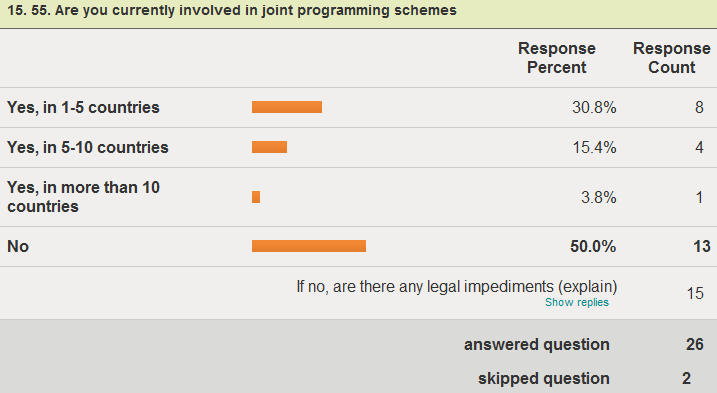 15. 55. Are you currently involved in joint programming schemes
Response Percent
Response Count
Yes, in 1-5 countries 30.8% 8
Yes, in 5-10 countries 15.4% 4
Yes, in more than 10 countries 3.8% 1
No 50.0% 13
If no, are there any legal impediments (explain) 15
Show replies
answered question 26
skipped question 2